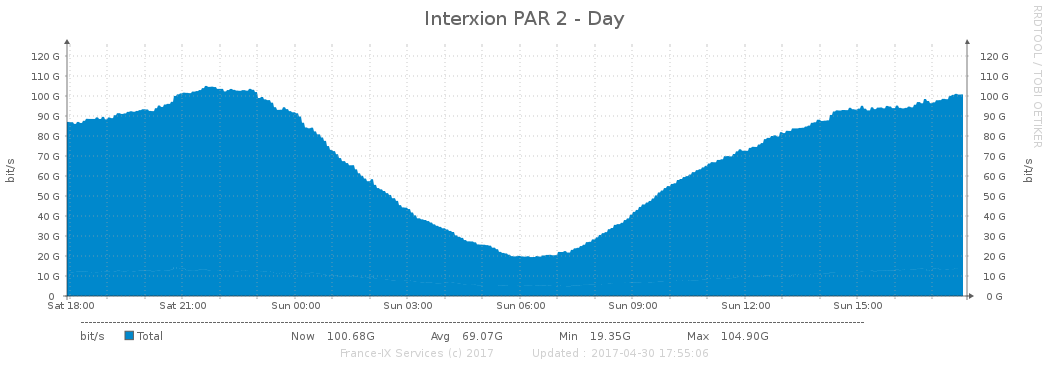 Interxion PAR 2 - Day
RRDTOOL / TOBI OETIKER
bit/s
120 G
110 G
100 G
90 G
80 G
70 G
60 G
50 G
40 G
30 G
20 G
10 G
0
120 G
110 G
100 G
90 G
80 G
70 G
60 G
50 G
40 G
30 G
20 G
10 G
0 G
bit/s
Sat 18:00 Sat 21:00 Sun 00:00 Sun 03:00 Sun 06:00 Sun 09:00 Sun 12:00 Sun 15:00
bit/s Total Now 100.68G Avg 69.07G Min 19.35G Max 104.90G
France-IX Services (c) 2017 Updated : 2017-04-30 17:55:06